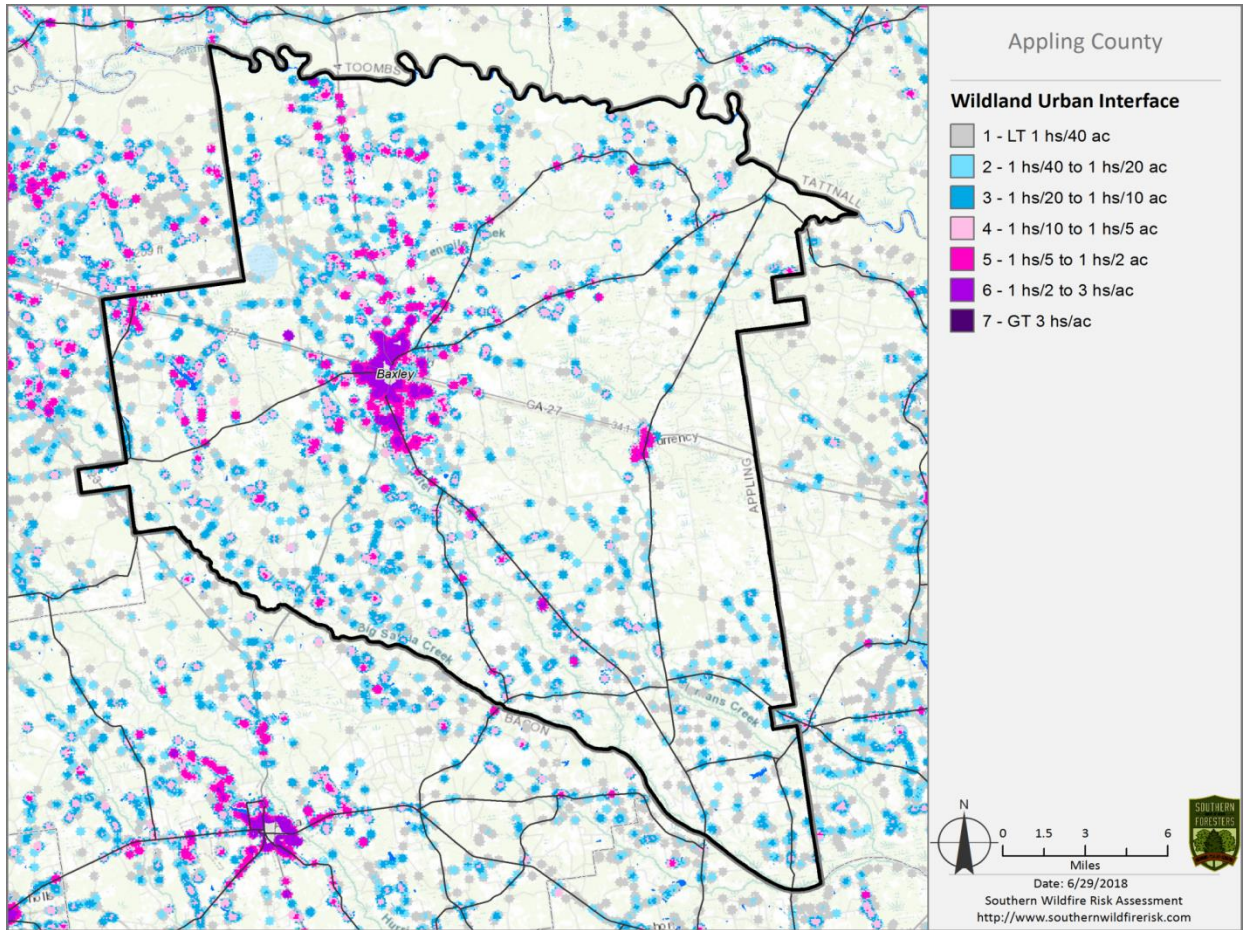 Appling County
Wildland Urban Interface
1 - LT 1 hs/40 ac
2 - 1 hs/40 to 1 hs/20 ac
3 - 1 hs/20 to 1 hs/10 ac
4 - 1 hs/10 to 1 hs/5 ac
5 - 1 hs/5 to 1 hs/2 ac
6 - 1 hs/2 to 3 hs/ac
7 - GT 3 hs/ac
TOOMBS
TATTNALL
Baxley
GA-27
APPLING
Creek
BACON
N
0 1.5 3 6
Miles
SOUTHERN
FORESTERS
Date: 6/29/2018
Southern Wildfire Risk Assessment
http://www.southernwildfirerisk.com